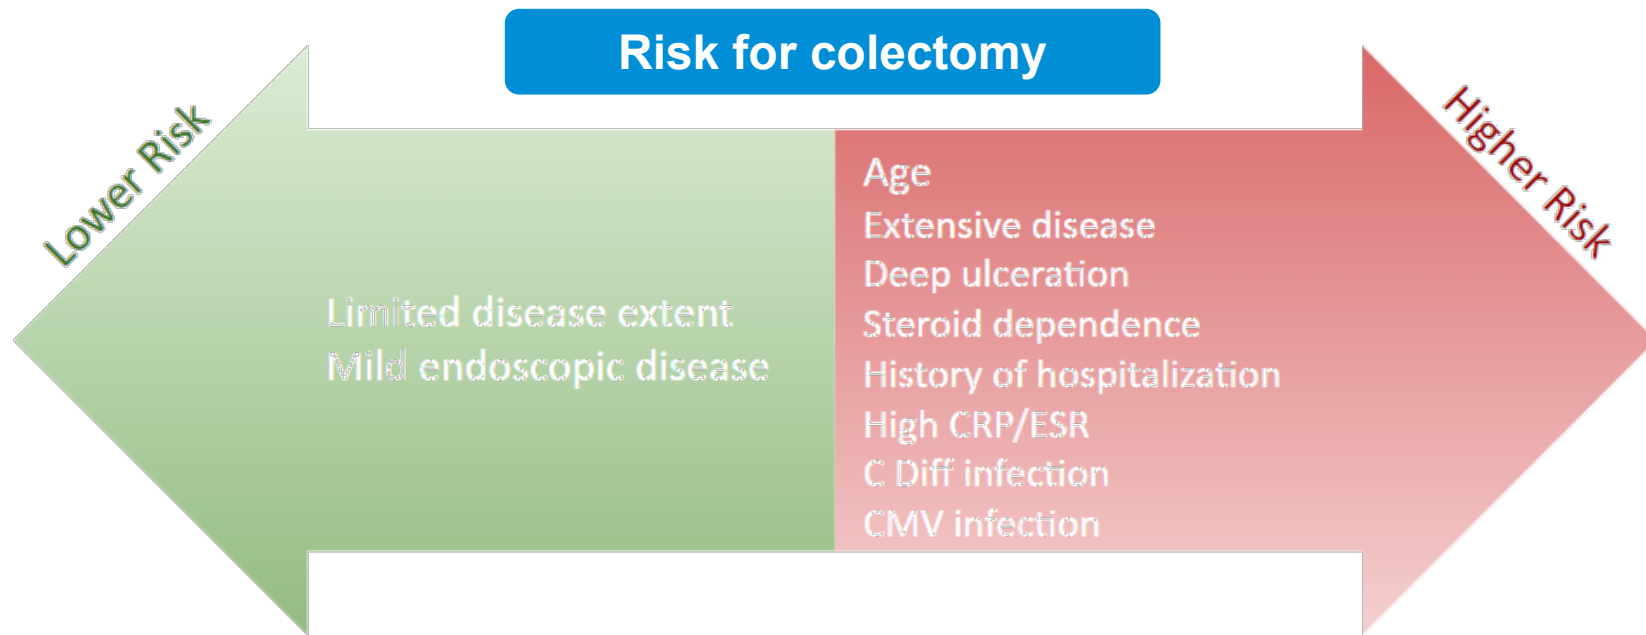 Risk for colectomy
Lower Risk
Higher Risk
Limited disease extent
Mild endoscopic disease
Age
Extensive disease
Deep ulceration
Steroid dependence
History of hospitalization
High CRP/ESR
C Diff infection
CMV infection